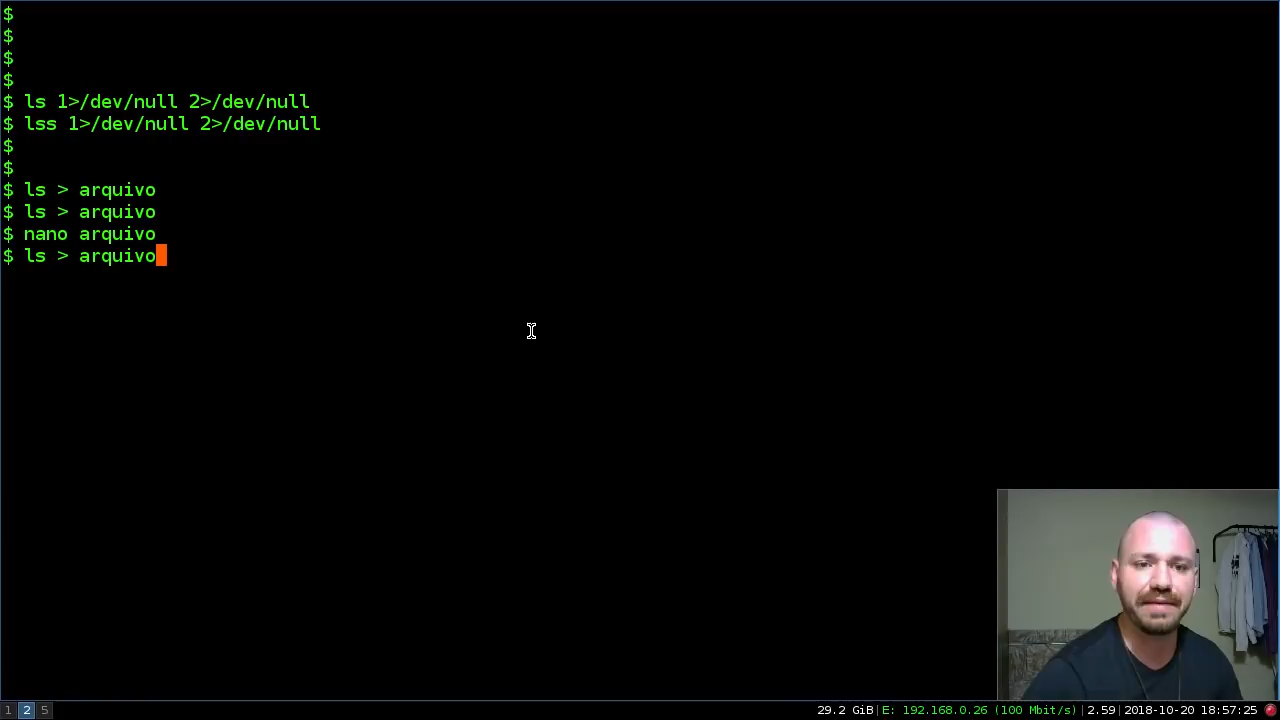 $
$
$
$
$ ls 1>/dev/null 2>/dev/null
$ lss 1>/dev/null 2>/dev/null
$
$
$ ls > arquivo
$ ls > arquivo
$ nano arquivo
$ ls > arquivo
1 2 5 29.2 GiB|E: 192.168.0.26 (100 Mbit/s)|2.59|2018-10-20 18:57:25